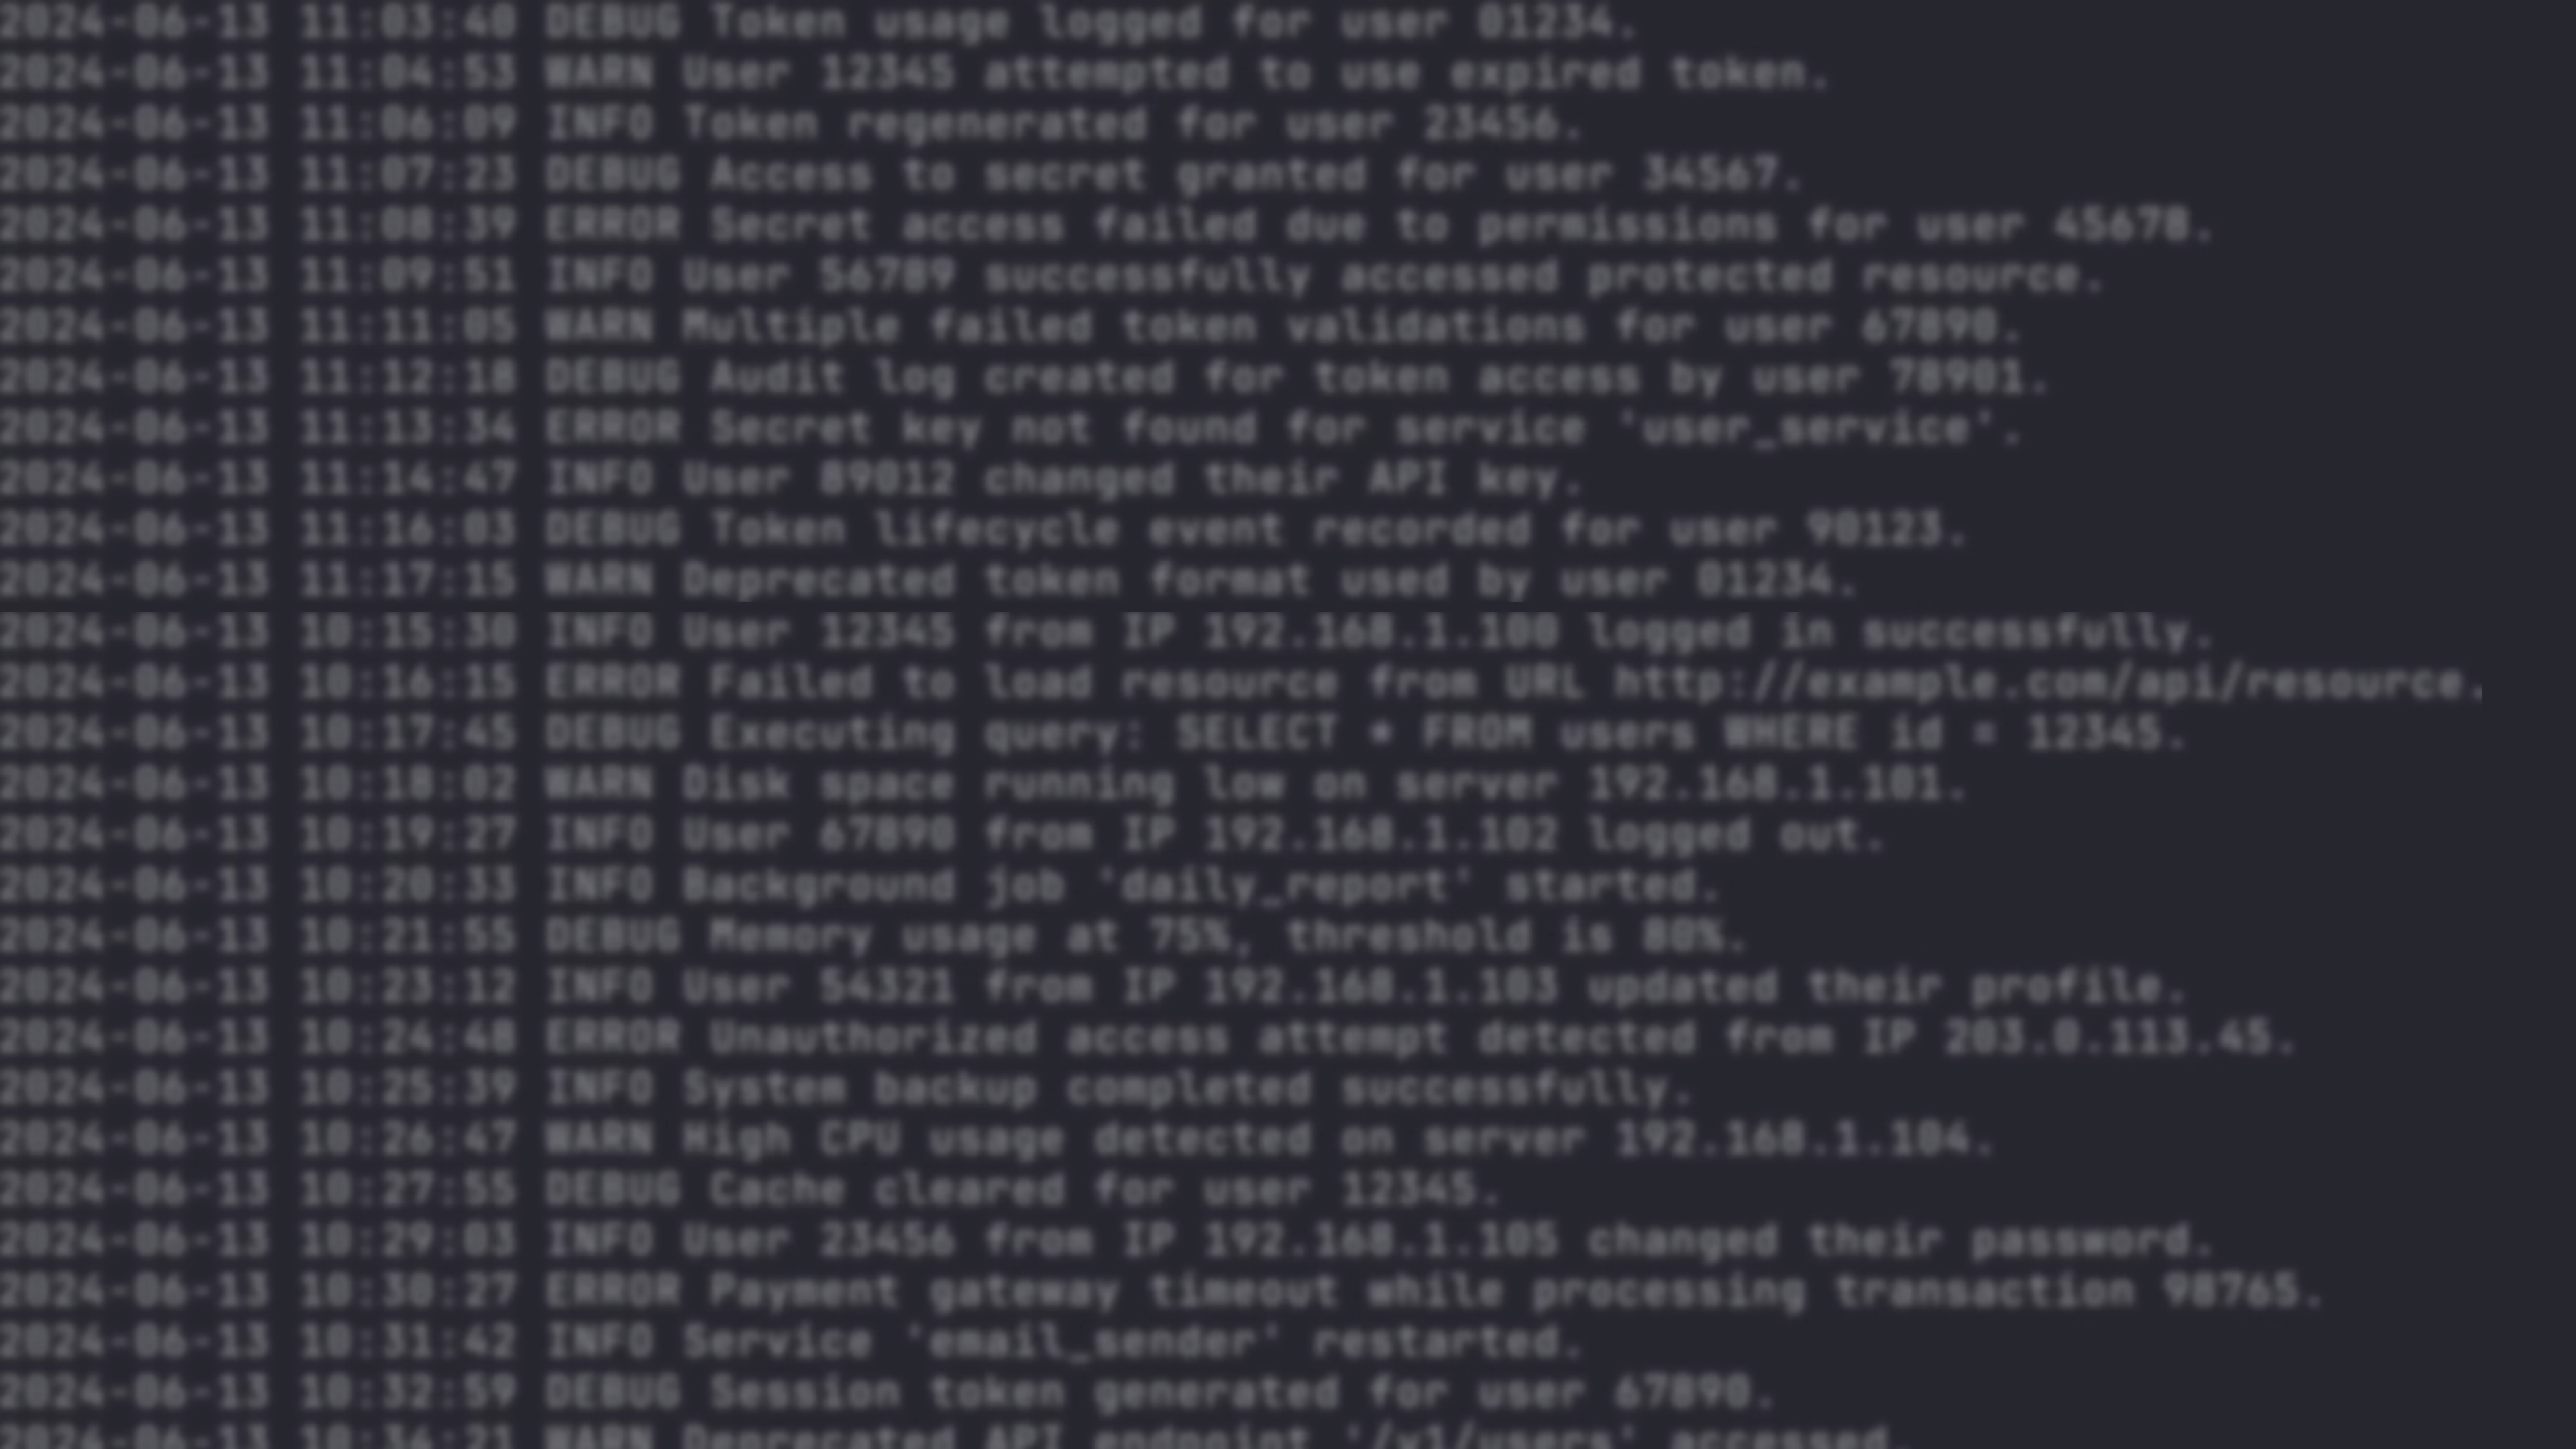 2024-06-13 11:03:40 DEBUG Token usage logged for user 01234.
2024-06-13 11:04:53 WARN User 12345 attempted to use expired token.
2024-06-13 11:06:09 INFO Token regenerated for user 23456.
2024-06-13 11:07:23 DEBUG Access to secret granted for user 34567.
2024-06-13 11:08:39 ERROR Secret access failed due to permissions for user 45678.
2024-06-13 11:09:51 INFO User 56789 successfully accessed protected resource.
2024-06-13 11:11:05 WARN Multiple failed token validations for user 67890.
2024-06-13 11:12:18 DEBUG Audit log created for token access by user 78901.
2024-06-13 11:13:34 ERROR Secret key not found for service 'user_service'.
2024-06-13 11:14:47 INFO User 89012 changed their API key.
2024-06-13 11:16:03 DEBUG Token lifecycle event recorded for user 90123.
2024-06-13 11:17:15 WARN Deprecated token format used by user 01234.
2024-06-13 10:15:30 INFO User 12345 from IP 192.168.1.100 logged in successfully.
2024-06-13 10:16:15 ERROR Failed to load resource from URL http://example.com/api/resource.
2024-06-13 10:17:45 DEBUG Executing query: SELECT * FROM users WHERE id = 12345.
2024-06-13 10:18:02 WARN Disk space running low on server 192.168.1.101.
2024-06-13 10:19:27 INFO User 67890 from IP 192.168.1.102 logged out.
2024-06-13 10:20:33 INFO Background job 'daily_report' started.
2024-06-13 10:21:55 DEBUG Memory usage at 75%, threshold is 80%.
2024-06-13 10:23:12 INFO User 54321 from IP 192.168.1.103 updated their profile.
2024-06-13 10:24:48 ERROR Unauthorized access attempt detected from IP 203.0.113.45.
2024-06-13 10:25:39 INFO System backup completed successfully.
2024-06-13 10:26:47 WARN High CPU usage detected on server 192.168.1.104.
2024-06-13 10:27:55 DEBUG Cache cleared for user 12345.
2024-06-13 10:29:03 INFO User 23456 from IP 192.168.1.105 changed their password.
2024-06-13 10:30:27 ERROR Payment gateway timeout while processing transaction 98765.
2024-06-13 10:31:42 INFO Service 'email_sender' restarted.
2024-06-13 10:32:59 DEBUG Session token generated for user 67890.
2024-06-13 10:34:21 WARN Deprecated API endpoint '/v1/users' accessed.